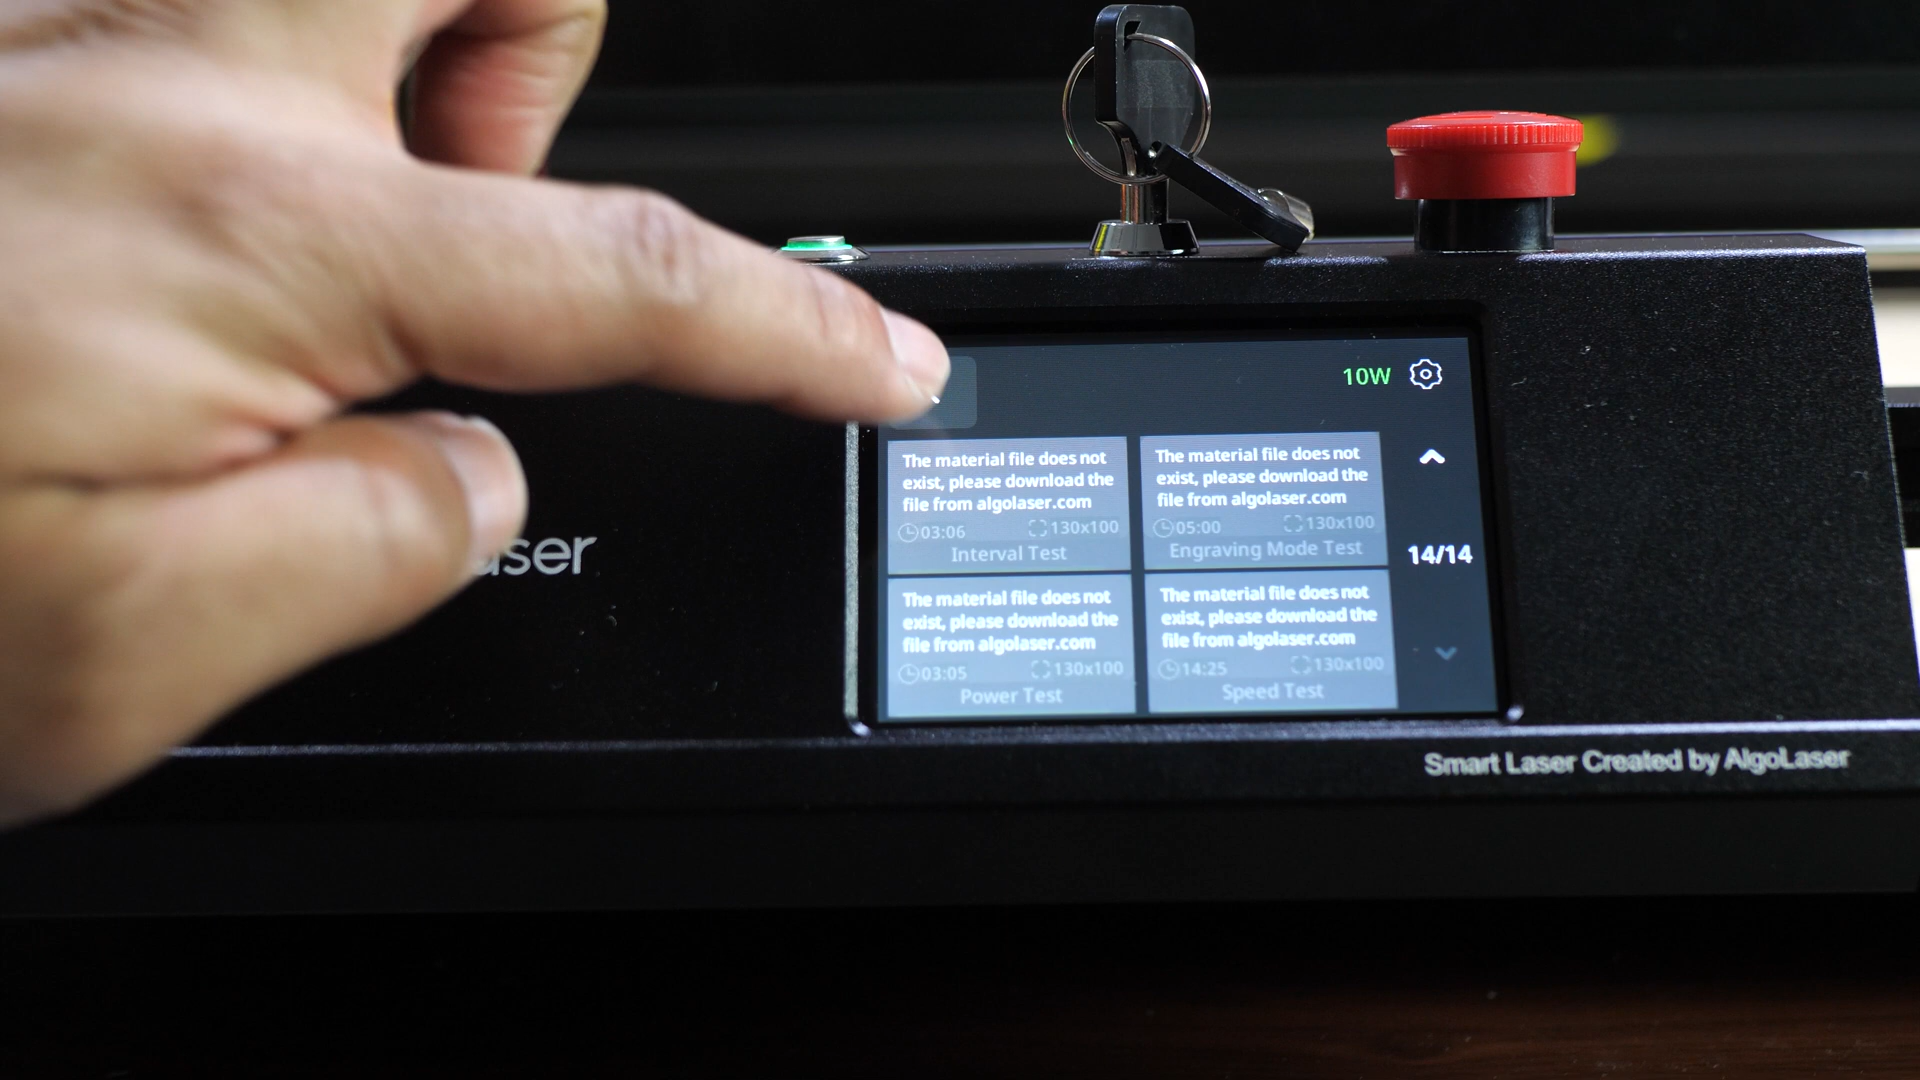 10W
The material file does not
exist, please download the
file from algolaser.com
03:06 130x100
Interval Test
The material file does not
exist, please download the
file from algolaser.com
05:00 130x100
Engraving Mode Test
14/14
The material file does not
exist, please download the
file from algolaser.com
03:05 130x100
Power Test
The material file does not
exist, please download the
file from algolaser.com
14:25 130x100
Speed Test
aser
Smart Laser Created by AlgoLaser